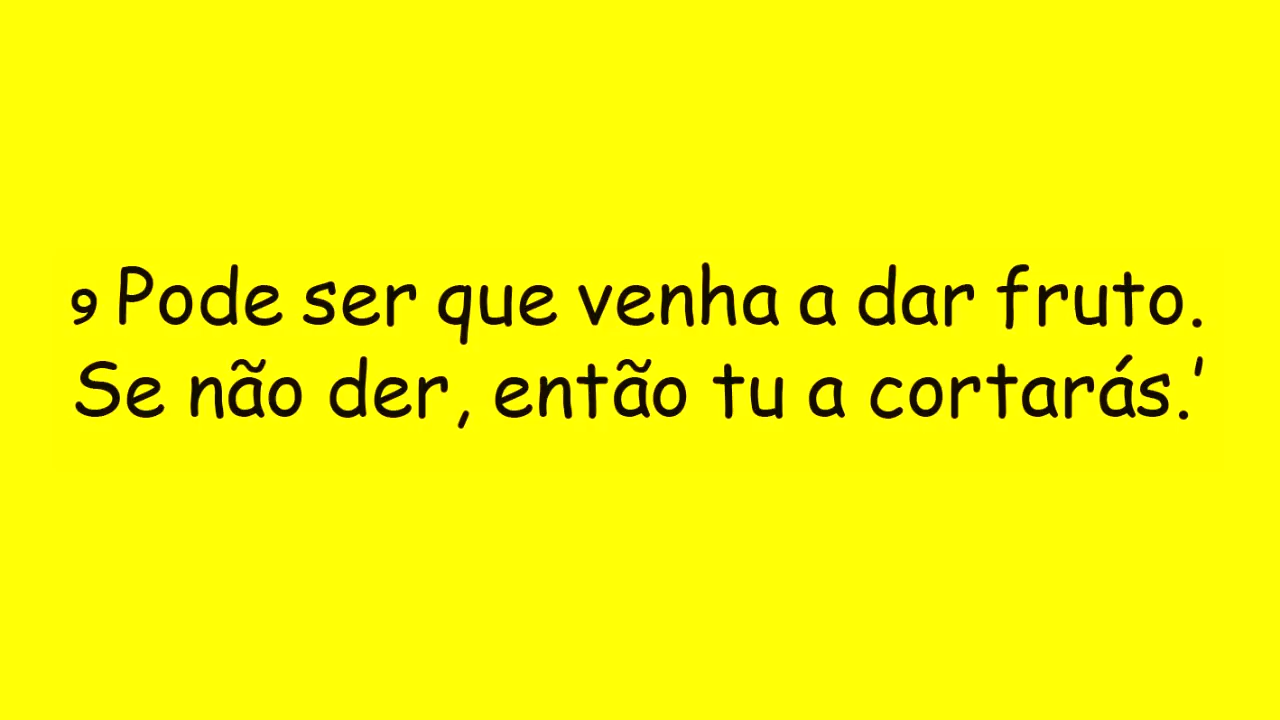 9 Pode ser que venha a dar fruto.
Se não der, então tu a cortarás.’